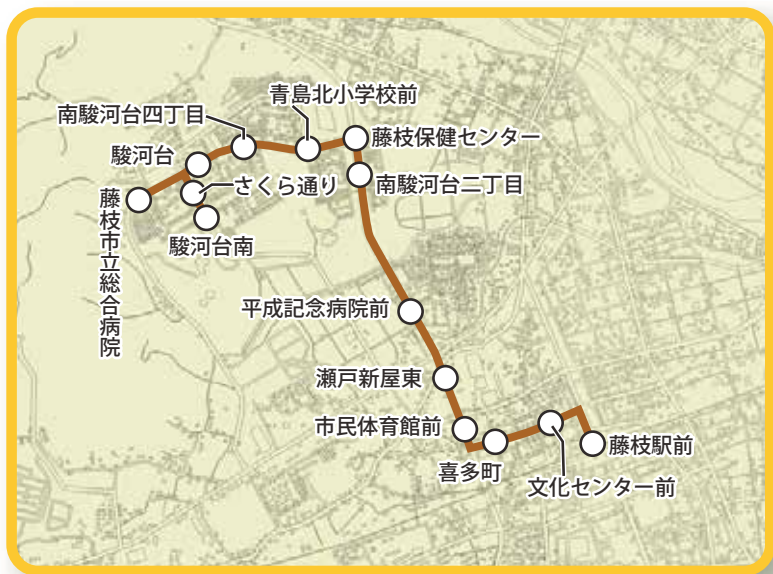 青島北小学校前
南駿河台四丁目
藤枝保健センター
駿河台
さくら通り
南駿河台二丁目
藤枝市立総合病院
駿河台南
平成記念病院前
瀬戸新屋東
市民体育館前
喜多町
藤枝駅前
文化センター前